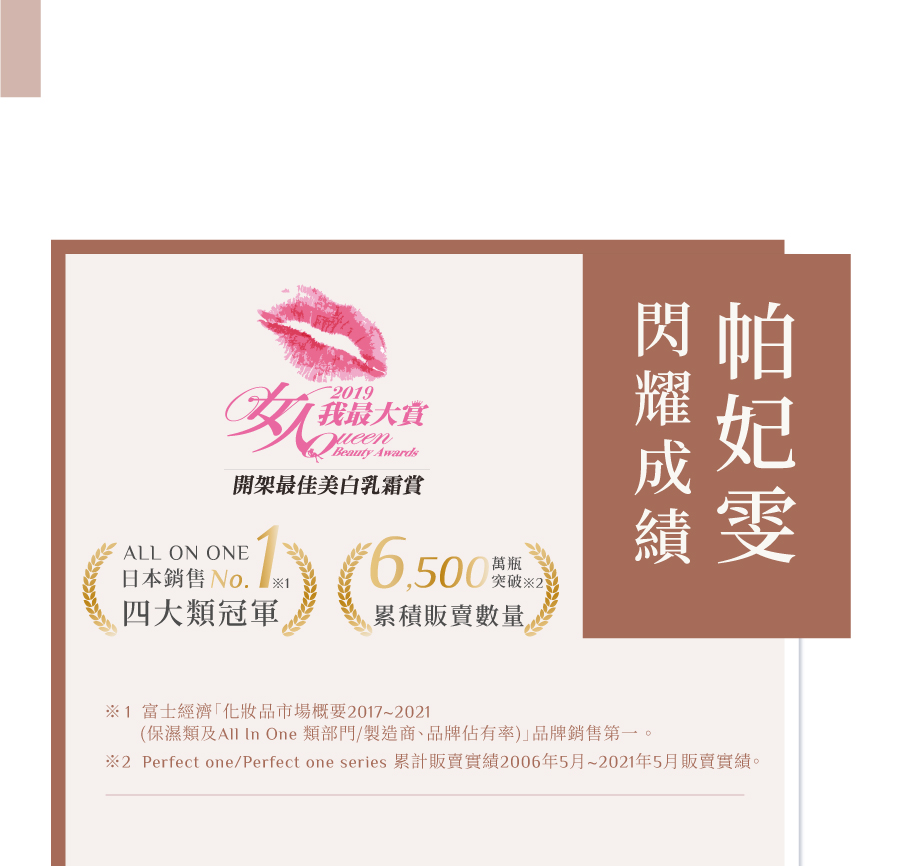 帕妃雯
閃耀成績
2019
女人我最大賞
Queen
Beauty Awards
開架最佳美白乳霜賞
ALL ON ONE
日本銷售No.1※1
四大類冠軍
6,500萬瓶突破※2
累積販賣數量
※1 富士經濟「化妝品市場概要2017~2021
(保濕類及All In One 類部門/製造商、品牌佔有率)」品牌銷售第一。
※2 Perfect one/Perfect one series 累計販賣實績2006年5月~2021年5月販賣實績。